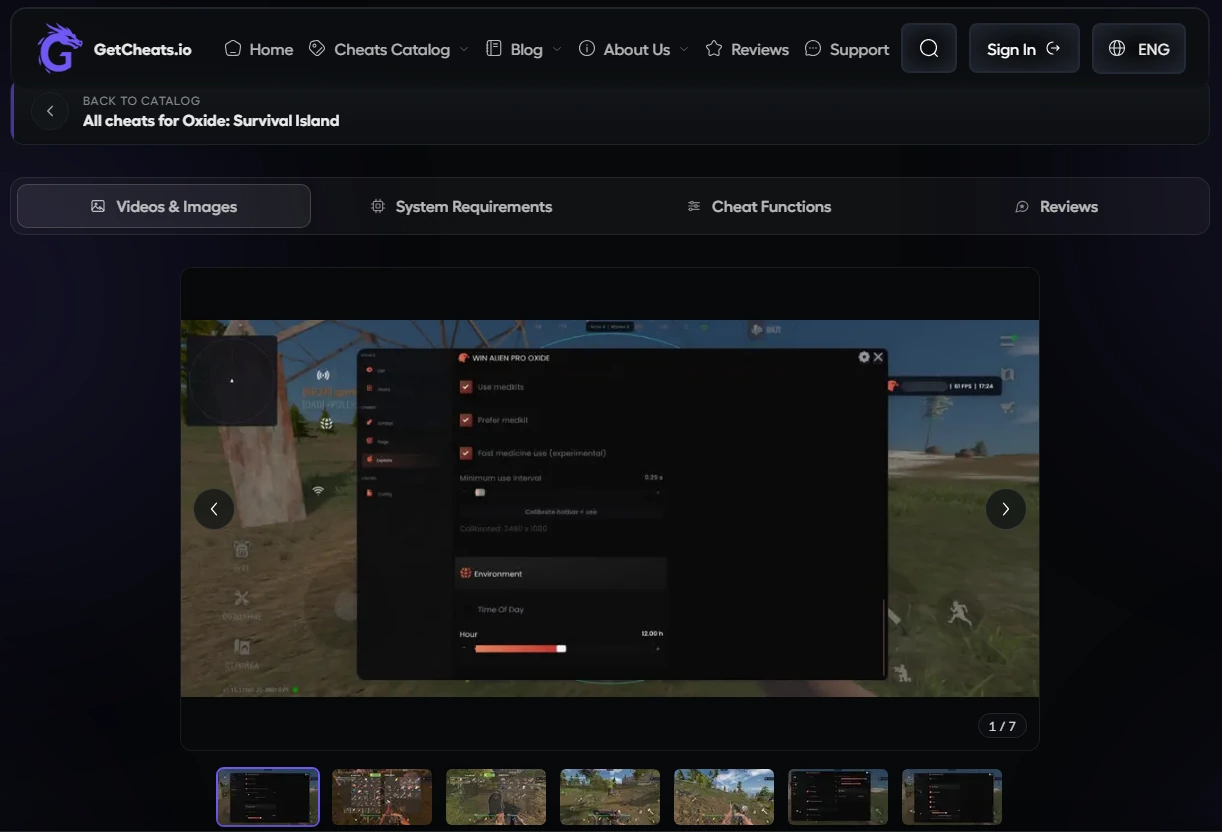 GetCheats.io
Home
Cheats Catalog
Blog
About Us
Reviews
Support
Sign In
ENG
BACK TO CATALOG
All cheats for Oxide: Survival Island
Videos & Images
System Requirements
Cheat Functions
Reviews
WIN ALIEN PRO OXIDE
Use medkits
Prefer medkit
Fast medicine use (experimental)
Minimum use interval
0.25 s
Calibrate hotbar + use
| 61 FPS | 17:24
Config
Environment
Time Of Day
Hour
12.00 h
1 / 7